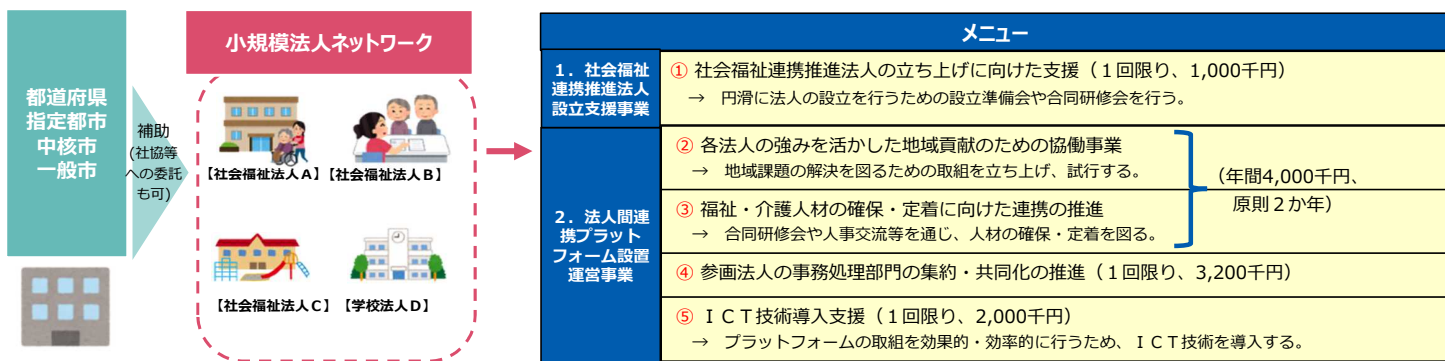 都道府県
指定都市
中核市
一般市
補助
(社協等
への委託
も可)
小規模法人ネットワーク
【社会福祉法人A】
【社会福祉法人B】
【社会福祉法人C】
【学校法人D】
メニュー
1.社会福祉
連携推進法人
設立支援事業
① 社会福祉連携推進法人の立ち上げに向けた支援(1回限り、1,000千円)
→ 円滑に法人の設立を行うための設立準備会や合同研修会を行う。
2.法人間連
携プラット
フォーム設置
運営事業
② 各法人の強みを活かした地域貢献のための協働事業
→ 地域課題の解決を図るための取組を立ち上げ、試行する。
③ 福祉・介護人材の確保・定着に向けた連携の推進
→ 合同研修会や人事交流等を通じ、人材の確保・定着を図る。
(年間4,000千円、
原則2か年)
④ 参画法人の事務処理部門の集約・共同化の推進(1回限り、3,200千円)
⑤ ICT技術導入支援(1回限り、2,000千円)
→ プラットフォームの取組を効果的・効率的に行うため、ICT技術を導入する。